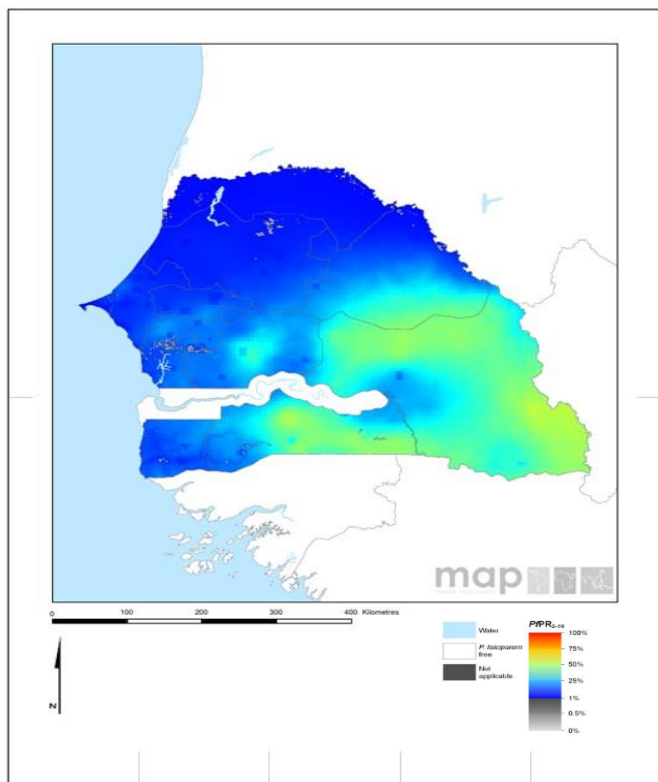 map
0 100 200 300 400 Kilometres
N
Water
P. falciparum
free
Not
applicable
PfPR2-10
100%
75%
50%
25%
1%
0.5%
0%